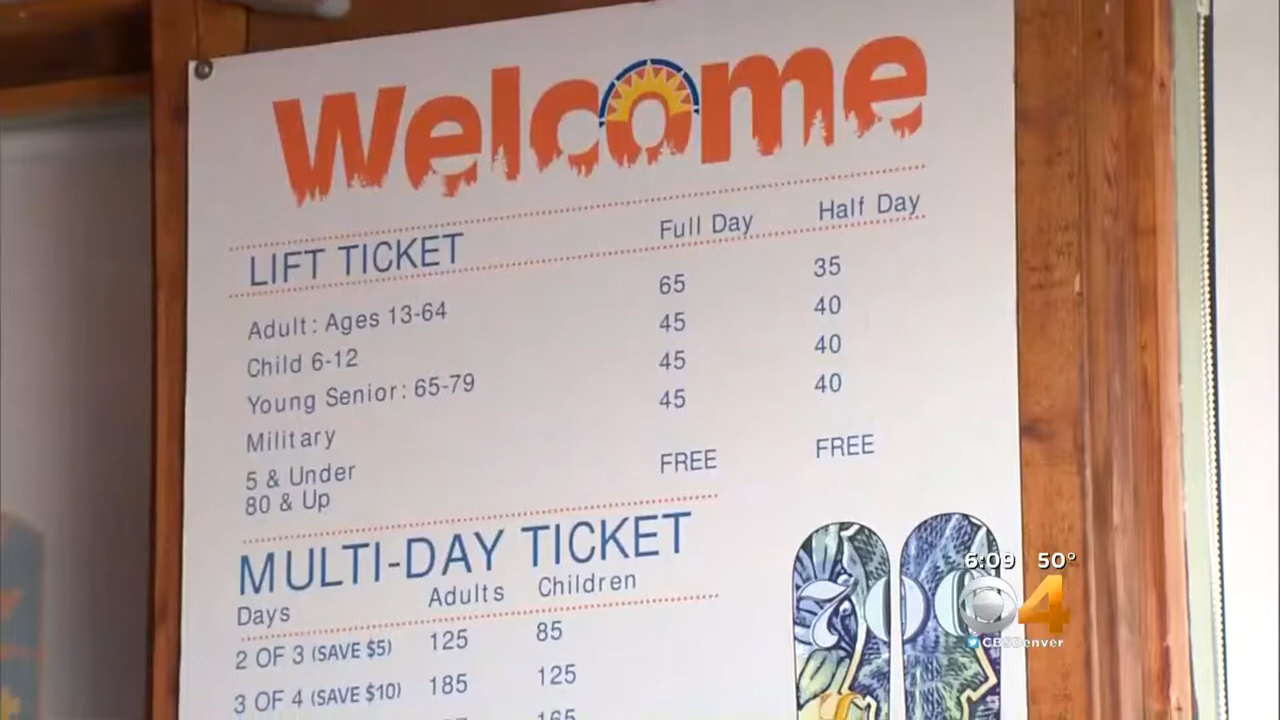 Welcome
LIFT TICKET Full Day Half Day
Adult: Ages 13-64 65 35
Child 6-12 45 40
Young Senior: 65-79 45 40
Military 45 40
5 & Under
80 & Up FREE FREE
MULTI-DAY TICKET
Days Adults Children
2 OF 3 (SAVE $5) 125 85
3 OF 4 (SAVE $10) 185 125
165
6:09 50°
4
CBSDenver